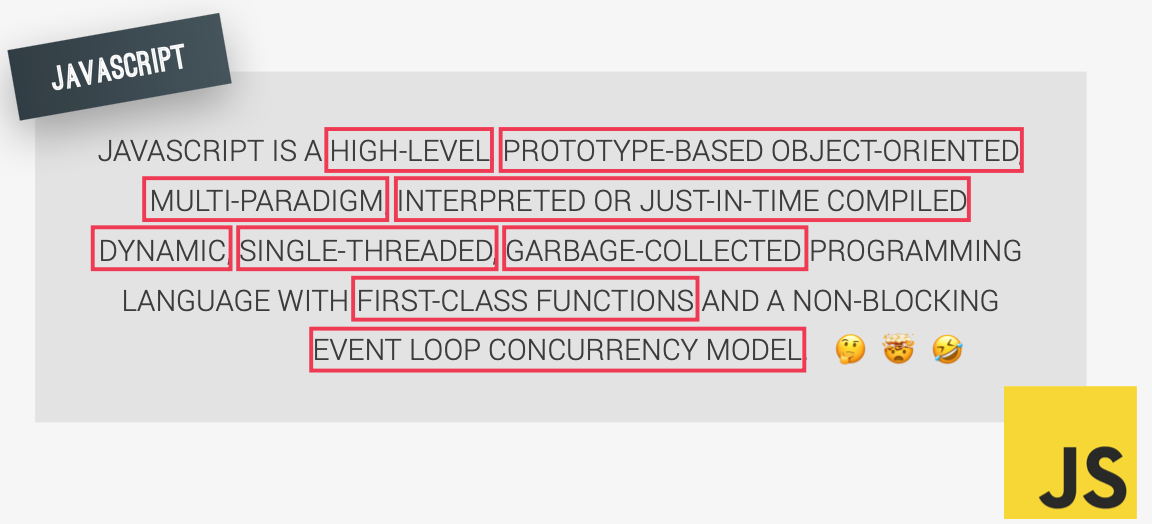 JAVASCRIPT
JAVASCRIPT IS A HIGH-LEVEL PROTOTYPE-BASED OBJECT-ORIENTED,
MULTI-PARADIGM INTERPRETED OR JUST-IN-TIME COMPILED
DYNAMIC, SINGLE-THREADED, GARBAGE-COLLECTED PROGRAMMING
LANGUAGE WITH FIRST-CLASS FUNCTIONS AND A NON-BLOCKING
EVENT LOOP CONCURRENCY MODEL. 🤔 🤯 🤣
JS